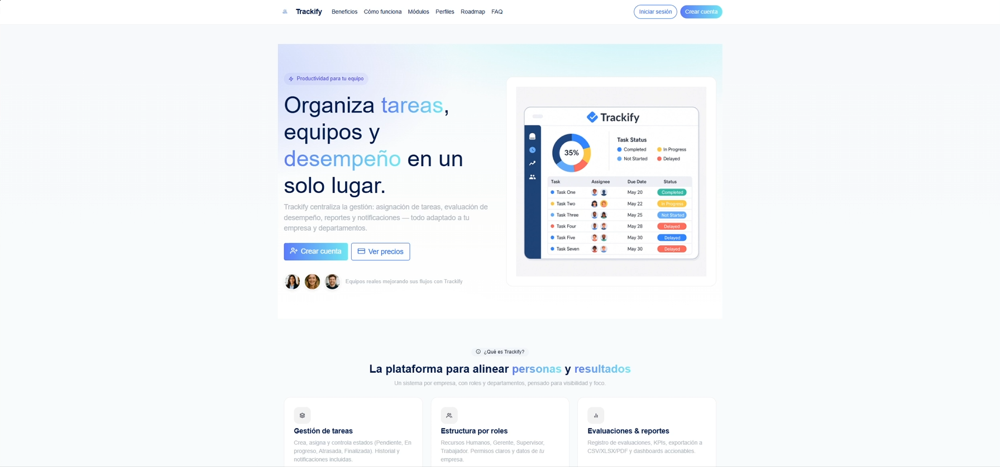 Trackify
Beneficios
Cómo funciona
Módulos
Perfiles
Roadmap
FAQ
Iniciar sesión
Crear cuenta
Productividad para tu equipo
Organiza tareas,
equipos y
desempeño en un
solo lugar.
Trackify centraliza la gestión: asignación de tareas, evaluación de
desempeño, reportes y notificaciones — todo adaptado a tu
empresa y departamentos.
Crear cuenta
Ver precios
Equipos reales mejorando sus flujos con Trackify
Trackify
35%
Task Status
Completed
In Progress
Not Started
Delayed
Task Assignee Due Date Status
Task One May 20 Completed
Task Two May 22 In Progress
Task Three May 25 Not Started
Task Four May 28 Delayed
Task Five May 30 Delayed
Task Seven May 30 Delayed
¿Qué es Trackify?
La plataforma para alinear personas y resultados
Un sistema por empresa, con roles y departamentos, pensado para visibilidad y foco.
Gestión de tareas
Crea, asigna y controla estados (Pendiente, En
progreso, Atrasada, Finalizada). Historial y
notificaciones incluidas.
Estructura por roles
Recursos Humanos, Gerente, Supervisor,
Trabajador. Permisos claros y datos de tu
empresa.
Evaluaciones & reportes
Registro de evaluaciones, KPIs, exportación a
CSV/XLSX/PDF y dashboards accionables.